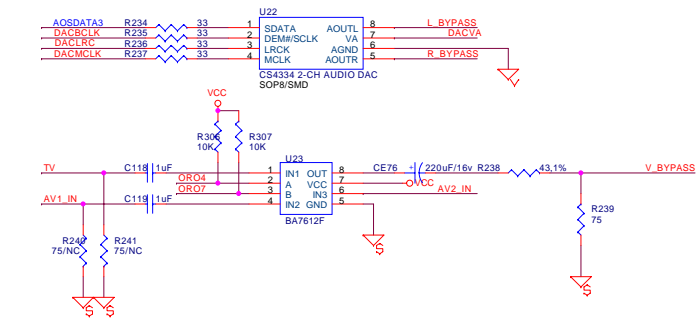 U22
AOSDATA3 R234 33 1 SDATA AOUTL 8 L_BYPASS
DACBCLK R235 33 2 DEM#/SCLK VA 7 DACVA
DACLRC R236 33 3 LRCK AGND 6
DACMCLK R237 33 4 MCLK AOUTR 5 R_BYPASS
CS4334 2-CH AUDIO DAC
SOP8/SMD
VCC
R306 R307
10K 10K
U23
TV C118 1uF 1 IN1 OUT 8 CE76 + 220uF/16v R238 43,1% V_BYPASS
ORO4 2 A VCC 7 VCC
ORO7 3 B IN3 6 AV2_IN
AV1_IN C119 1uF 4 IN2 GND 5
BA7612F
R239
75
R240 R241
75/NC 75/NC
S S S S